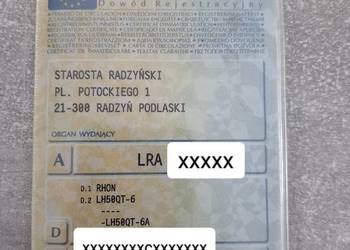 Dowód Rejestracyjny
STAROSTA RADZYŃSKI
PL. POTOCKIEGO 1
21-300 RADZYŃ PODLASKI
ORGAN WYDAJĄCY
A LRA XXXXX
D.1 RHON
D.2 LH50QT-6
----
-LH50QT-6A
D XXXXXXXXCXXXXXXX